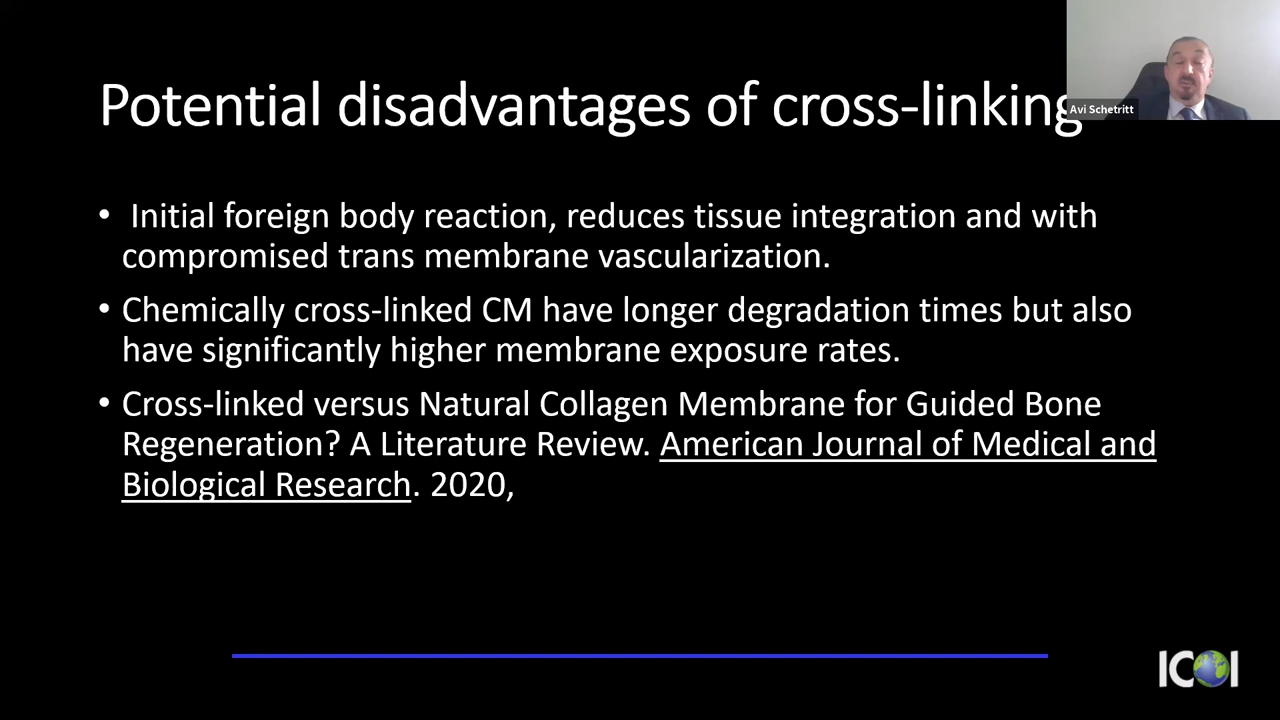 Potential disadvantages of cross-linking
Avi Schetritt
• Initial foreign body reaction, reduces tissue integration and with
compromised trans membrane vascularization.
• Chemically cross-linked CM have longer degradation times but also
have significantly higher membrane exposure rates.
• Cross-linked versus Natural Collagen Membrane for Guided Bone
Regeneration? A Literature Review. American Journal of Medical and
Biological Research. 2020,
ICOI